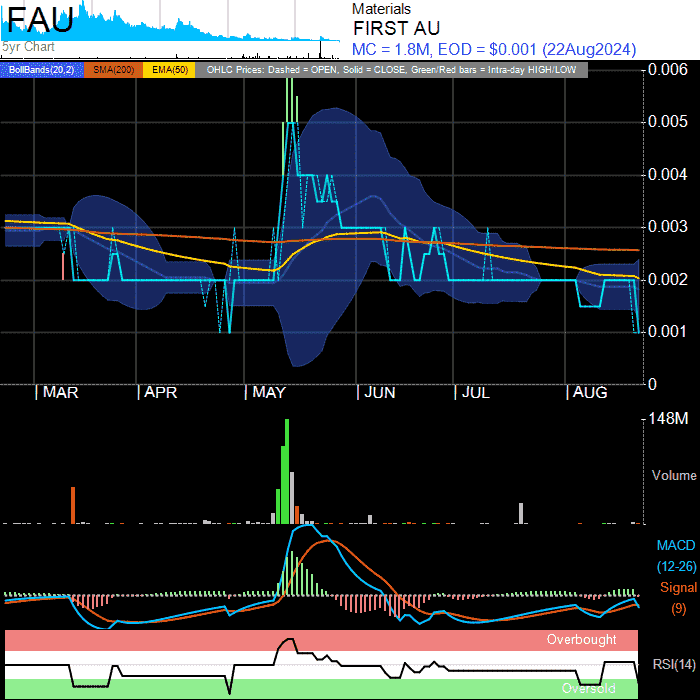 FAU
5yr Chart
Materials
FIRST AU
MC = 1.8M, EOD = $0.001 (22Aug2024)
BollBands(20,2) SMA(200) EMA(50) OHLC Prices: Dashed = OPEN, Solid = CLOSE, Green/Red bars = Intra-day HIGH/LOW
0.006
0.005
0.004
0.003
0.002
0.001
0
MAR APR MAY JUN JUL AUG
148M
Volume
MACD
(12-26)
Signal
(9)
Overbought
RSI(14)
Oversold